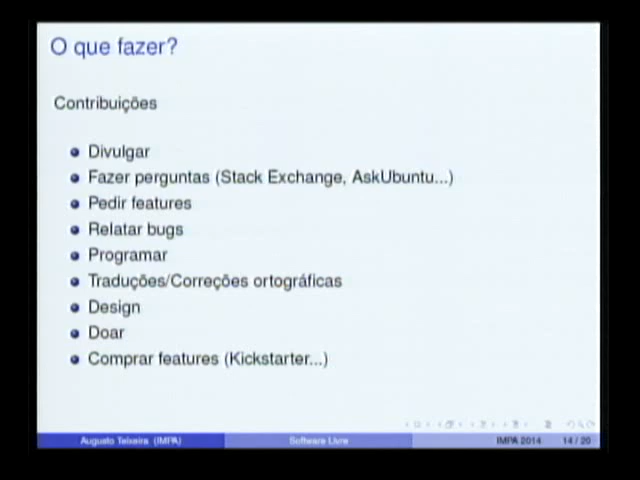 O que fazer?
Contribuições
Divulgar
Fazer perguntas (Stack Exchange, AskUbuntu...)
Pedir features
Relatar bugs
Programar
Traduções/Correções ortográficas
Design
Doar
Comprar features (Kickstarter...)
Augusto Teixeira (IMPA) Software Livre IMPA 2014 14 / 20